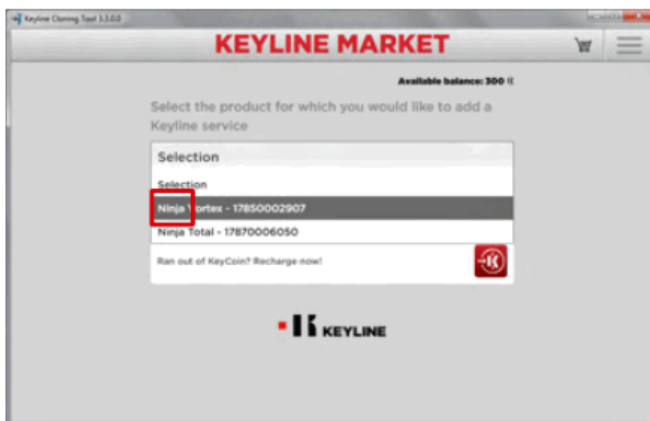 Keyline Cloning Tool 3.3.0.0
KEYLINE MARKET
Available balance: 300
Select the product for which you would like to add a
Keyline service
Selection
Selection
Ninja Vortex - 17850002907
Ninja Total - 17870006050
Ran out of KeyCoin? Recharge now!
KEYLINE